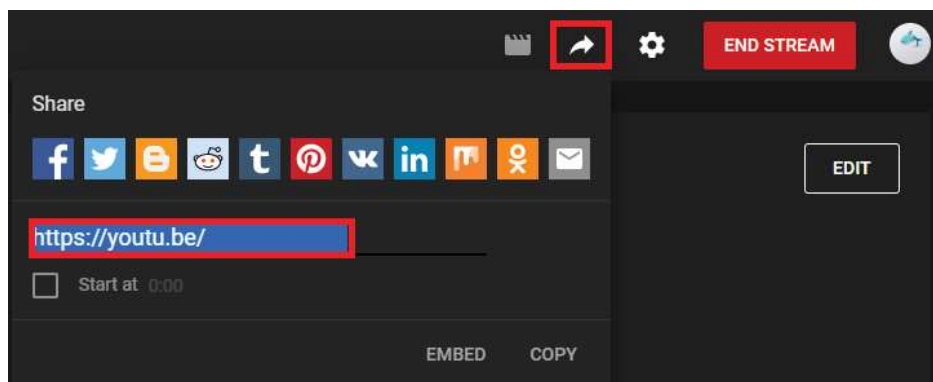 END STREAM
Share
EDIT
https://youtu.be/
Start at 0:00
EMBED COPY